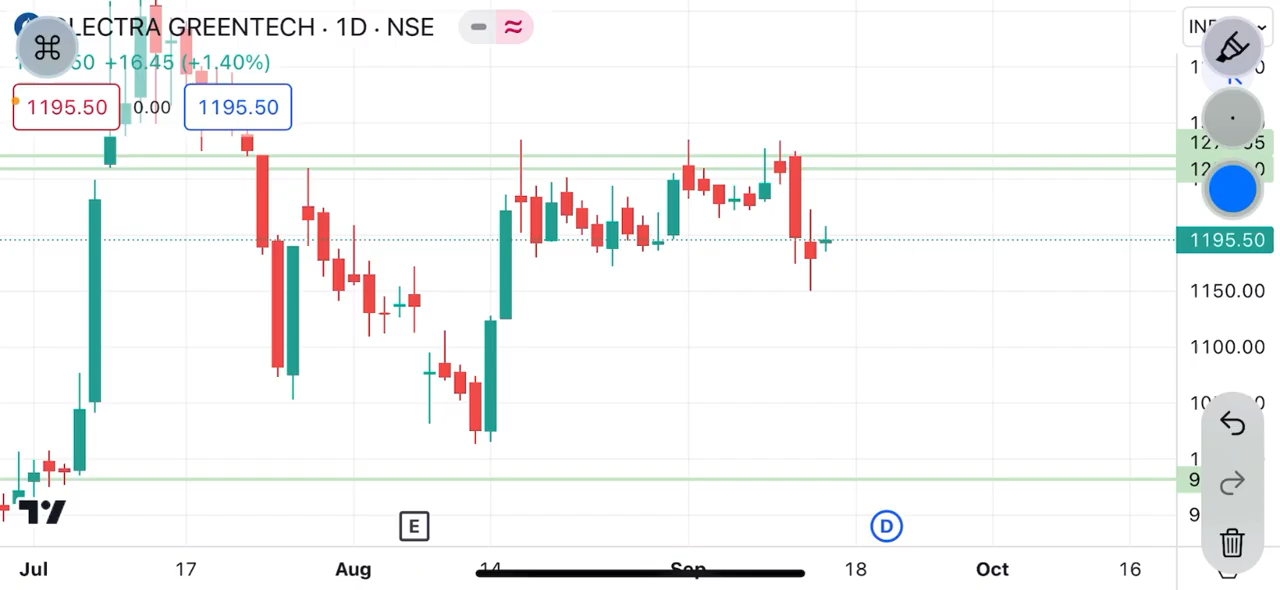 LECTRA GREENTECH · 1D · NSE
50 +16.45 (+1.40%)
1195.50 0.00 1195.50
1195.50
1150.00
1100.00
E D
Jul 17 Aug 14 Sep 18 Oct 16